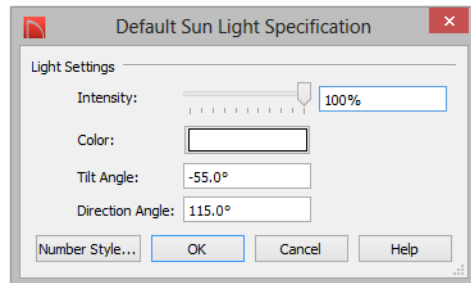 Default Sun Light Specification
Light Settings
Intensity: 100%
Color:
Tilt Angle: -55.0°
Direction Angle: 115.0°
Number Style... OK Cancel Help